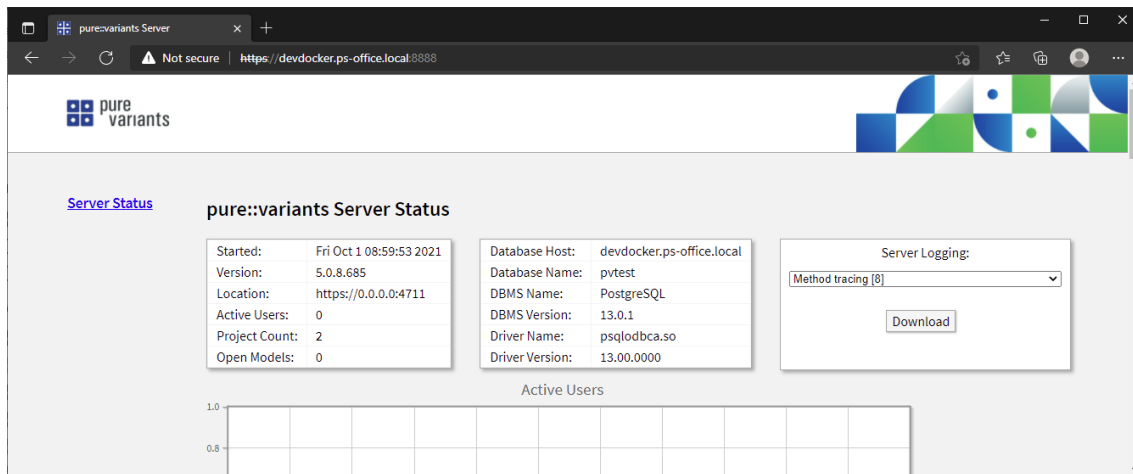 pure::variants Server
Not secure
https://devdocker.ps-office.local:8888
pure
variants
Server Status
pure::variants Server Status
Started: Fri Oct 1 08:59:53 2021
Version: 5.0.8.685
Location: https://0.0.0.0:4711
Active Users: 0
Project Count: 2
Open Models: 0
Database Host: devdocker.ps-office.local
Database Name: pvtest
DBMS Name: PostgreSQL
DBMS Version: 13.0.1
Driver Name: psqlodbca.so
Driver Version: 13.00.0000
Server Logging:
Method tracing [8]
Download
Active Users
1.0
0.8